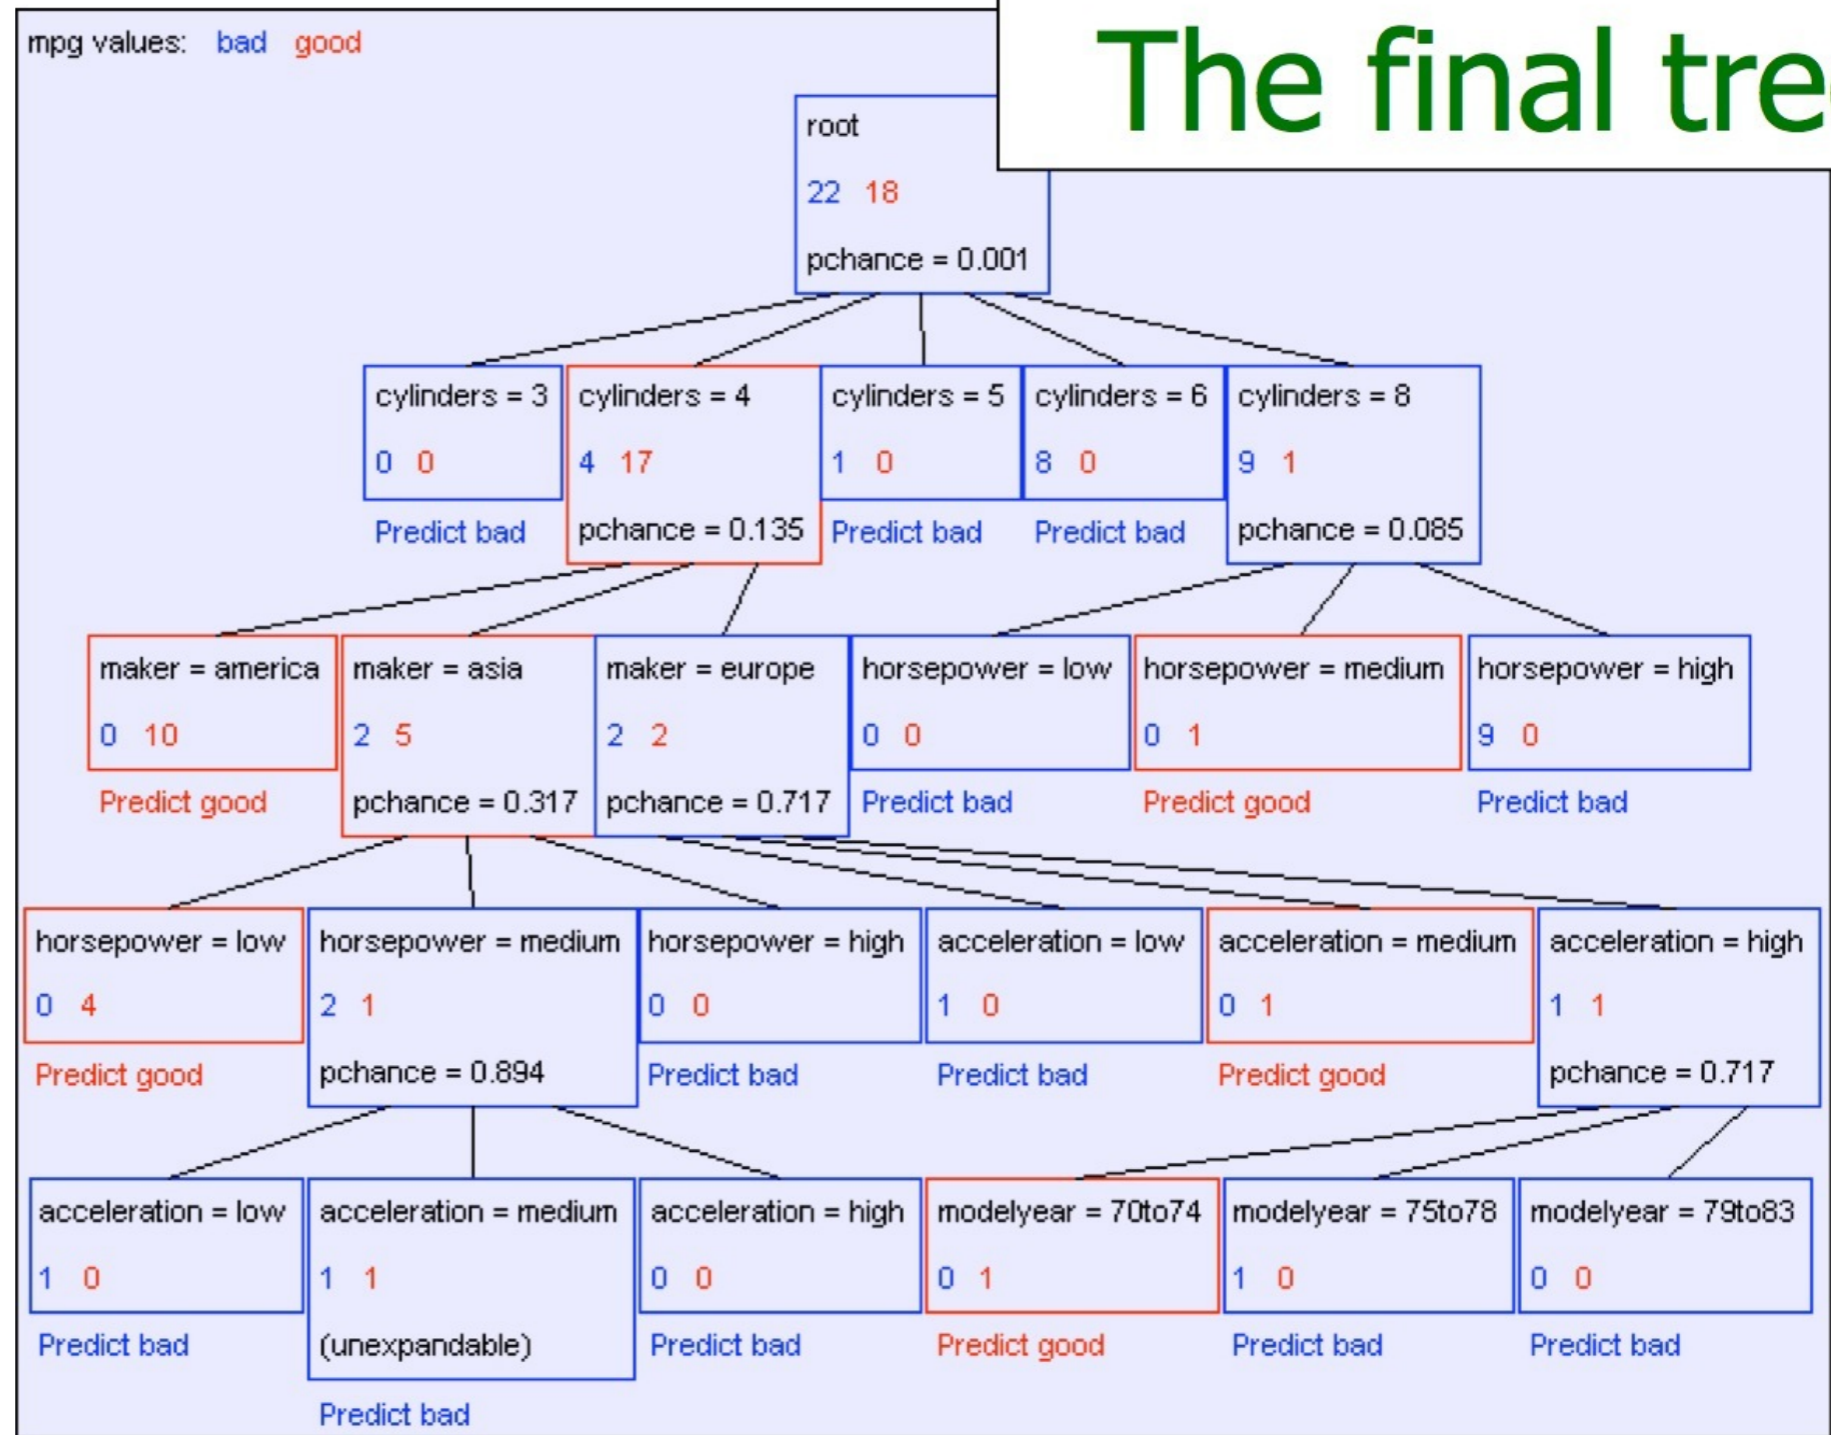 The final tre
mpg values: bad good
root
22 18
pchance = 0.001
cylinders = 3 cylinders = 4 cylinders = 5 cylinders = 6 cylinders = 8
0 0 4 17 1 0 8 0 9 1
Predict bad pchance = 0.135 Predict bad Predict bad pchance = 0.085
maker = america maker = asia maker = europe horsepower = low horsepower = medium horsepower = high
0 10 2 5 2 2 0 0 0 1 9 0
Predict good pchance = 0.317 pchance = 0.717 Predict bad Predict good Predict bad
horsepower = low horsepower = medium horsepower = high acceleration = low acceleration = medium acceleration = high
0 4 2 1 0 0 1 0 0 1 1 1
Predict good pchance = 0.894 Predict bad Predict bad Predict good pchance = 0.717
acceleration = low acceleration = medium acceleration = high modelyear = 70to74 modelyear = 75to78 modelyear = 79to83
1 0 1 1 0 0 0 1 1 0 0 0
Predict bad (unexpandable) Predict bad Predict good Predict bad Predict bad
Predict bad